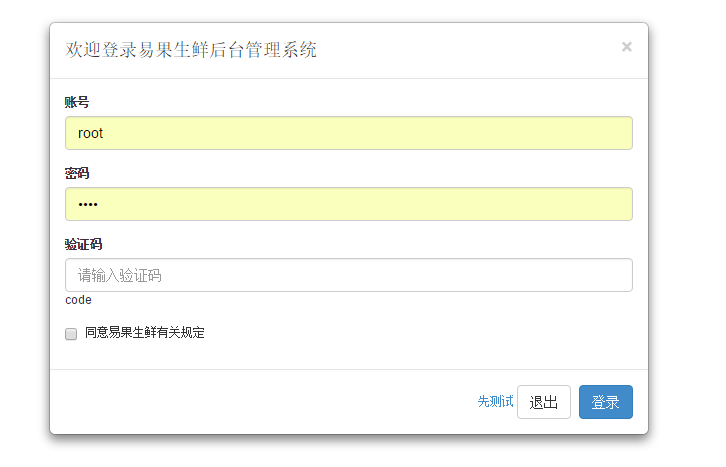 欢迎登录易果生鲜后台管理系统 ×
账号
root
密码
••••
验证码
请输入验证码
code
同意易果生鲜有关规定
先测试 退出 登录